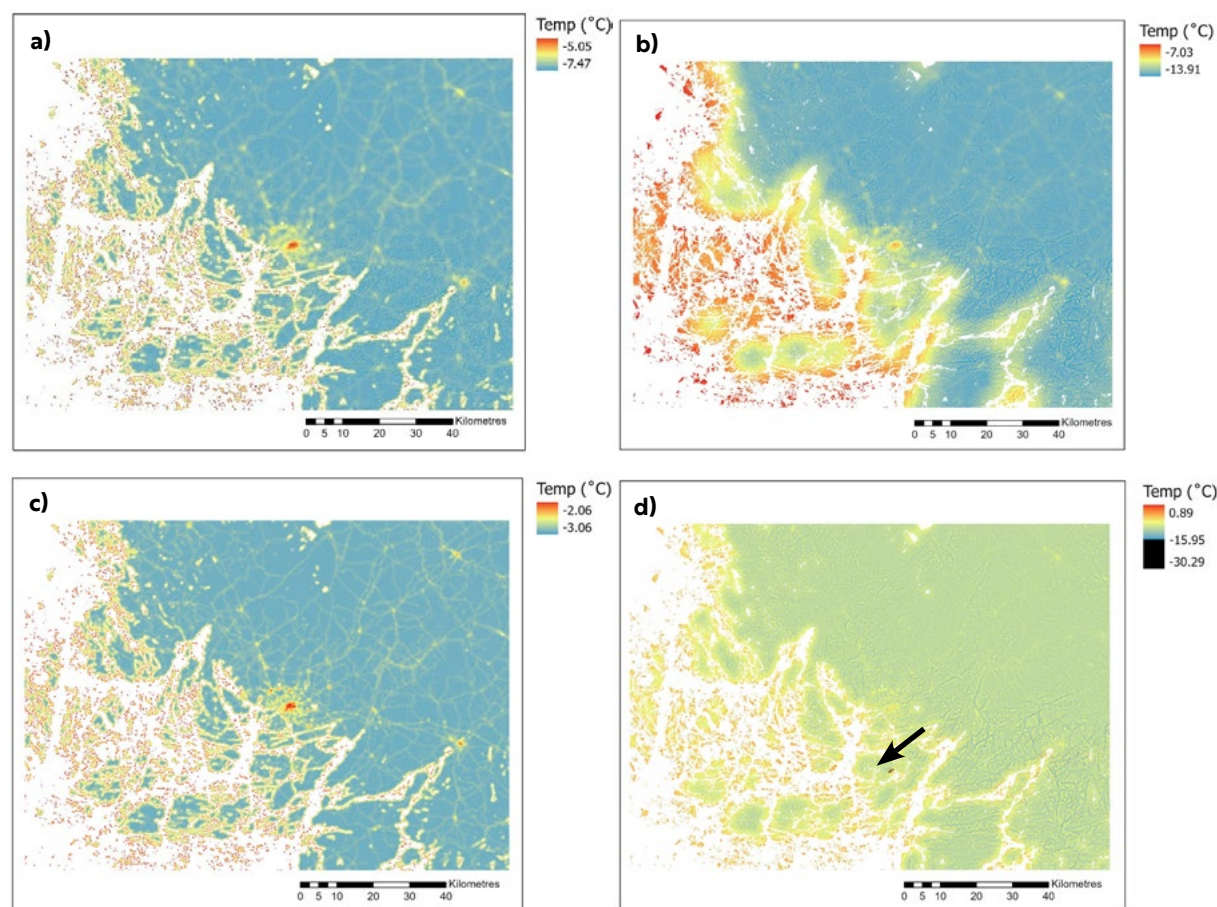 a)
Temp (°C)
-5.05
-7.47
Kilometres
0 5 10 20 30 40
b)
Temp (°C)
-7.03
-13.91
Kilometres
0 5 10 20 30 40
c)
Temp (°C)
-2.06
-3.06
Kilometres
0 5 10 20 30 40
d)
Temp (°C)
0.89
-15.95
-30.29
Kilometres
0 5 10 20 30 40